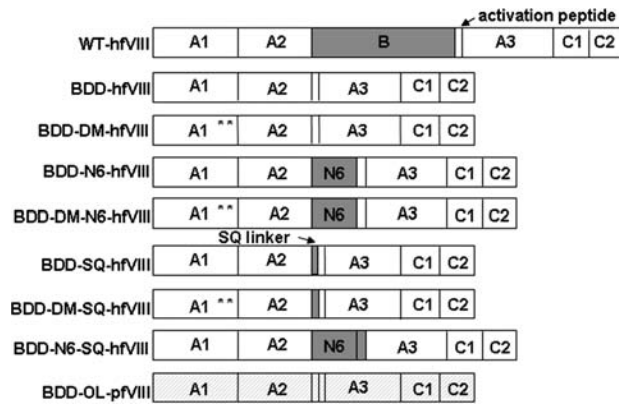 activation peptide
WT-hfVIII A1 A2 B A3 C1 C2
BDD-hfVIII A1 A2 A3 C1 C2
BDD-DM-hfVIII A1 ** A2 A3 C1 C2
BDD-N6-hfVIII A1 A2 N6 A3 C1 C2
BDD-DM-N6-hfVIII A1 ** A2 N6 A3 C1 C2
SQ linker
BDD-SQ-hfVIII A1 A2 A3 C1 C2
BDD-DM-SQ-hfVIII A1 ** A2 A3 C1 C2
BDD-N6-SQ-hfVIII A1 A2 N6 A3 C1 C2
BDD-OL-pfVIII A1 A2 A3 C1 C2